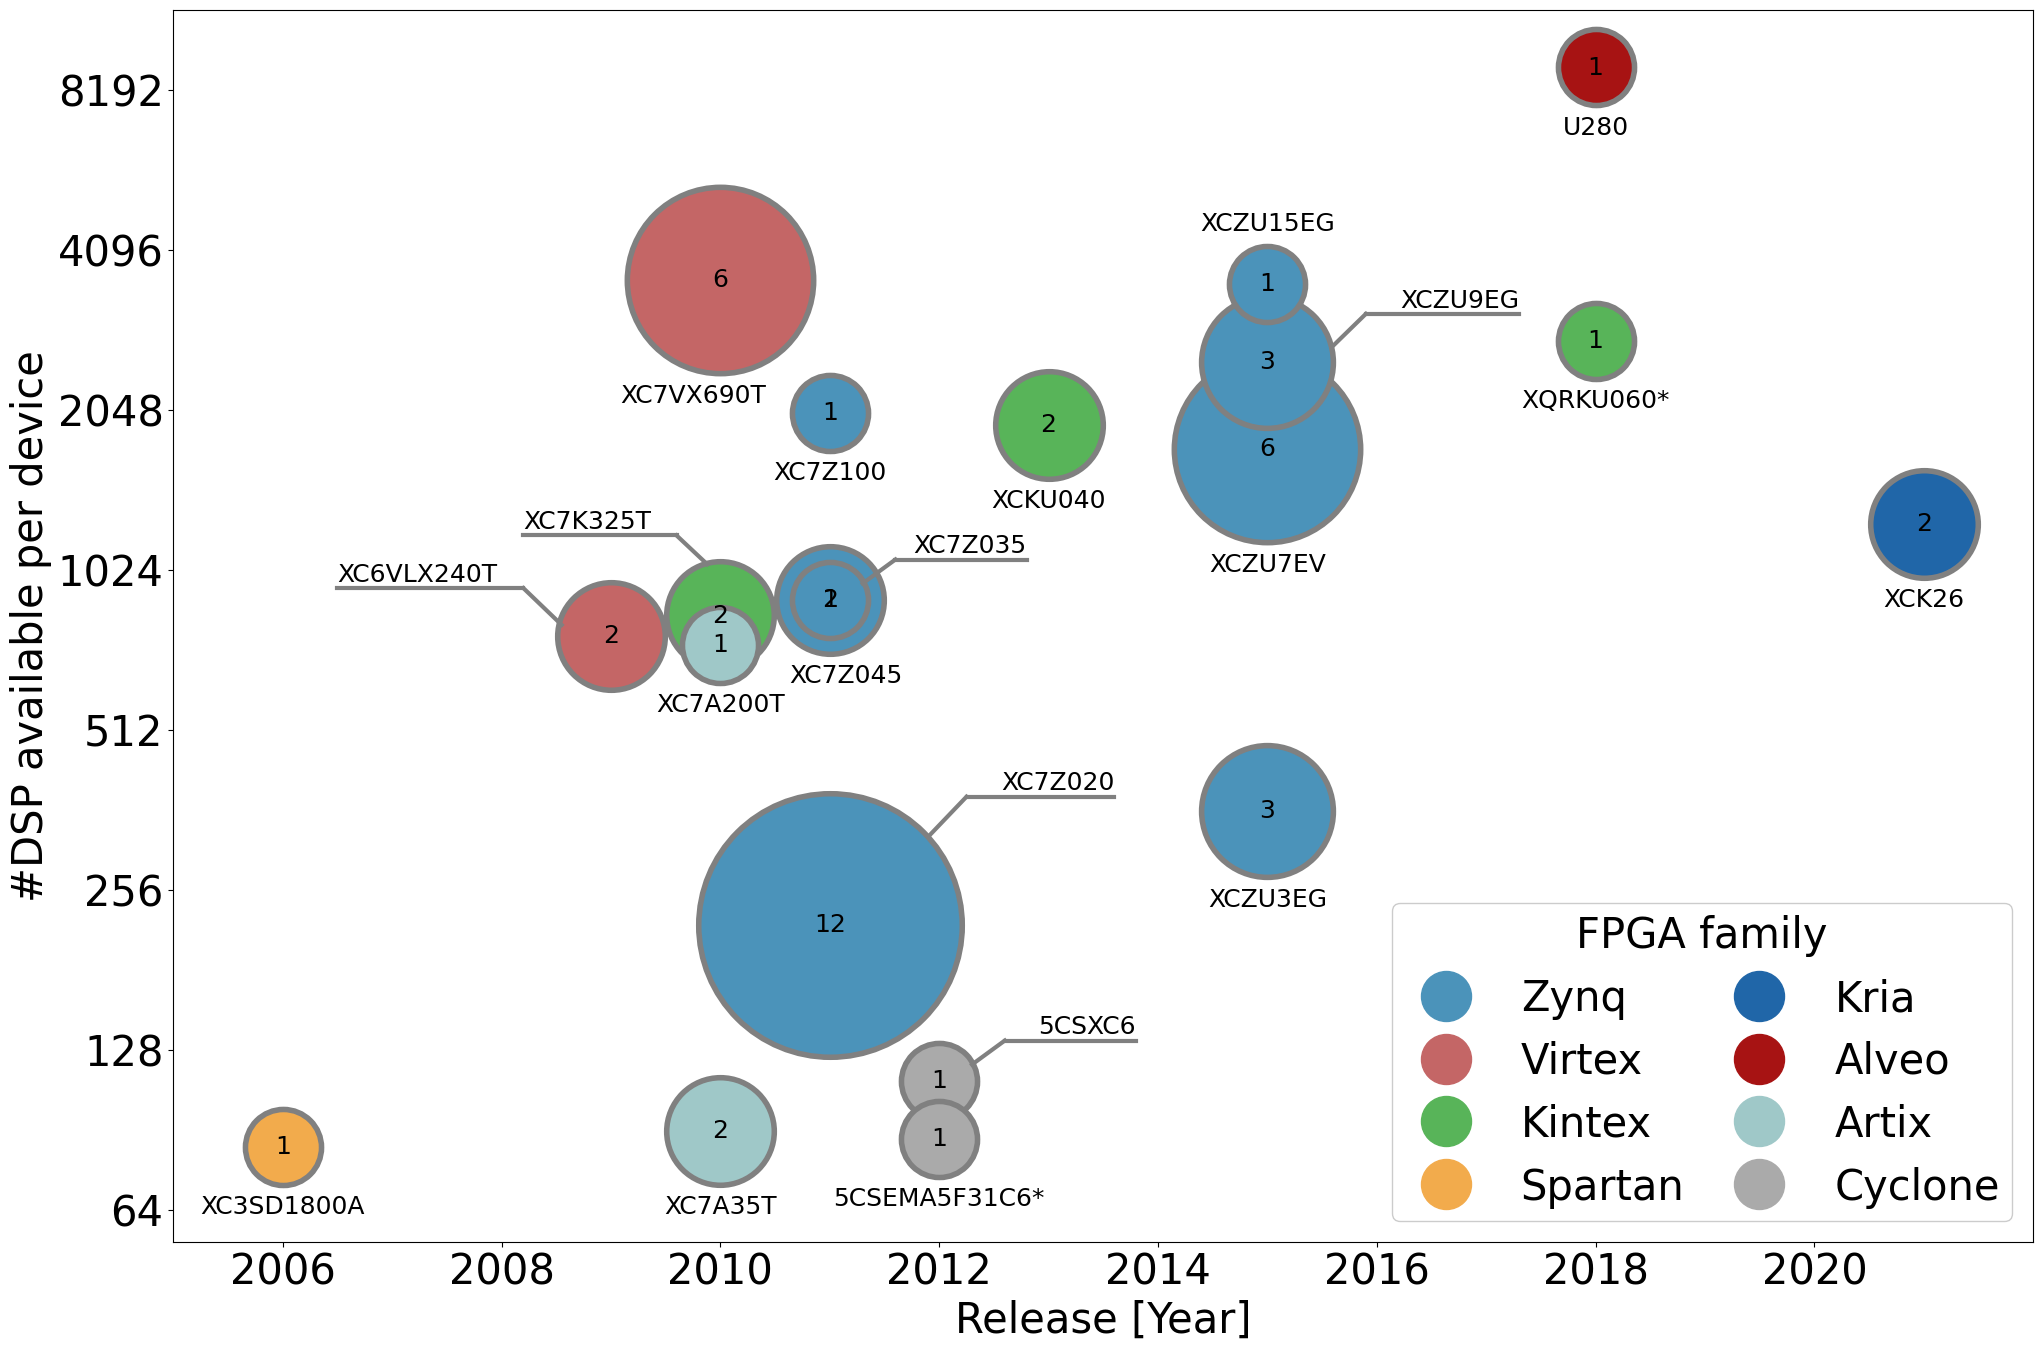 8192
4096
2048
1024
512
256
128
64
#DSP available per device
1
U280
XCZU15EG
1
6
XCZU9EG
3
1
XC7VX690T
XQRKU060*
1
XC7Z100
2
XCKU040
6
XCZU7EV
XC7K325T
XC7Z035
2
XCK26
XC6VLX240T
2
2
1
2
1
XC7Z045
XC7A200T
XC7Z020
3
XCZU3EG
12
5CSXC6
1
1
XC3SD1800A
2
XC7A35T
1
5CSEMA5F31C6*
FPGA family
Zynq
Virtex
Kintex
Spartan
Kria
Alveo
Artix
Cyclone
2006
2008
2010
2012
2014
2016
2018
2020
Release [Year]